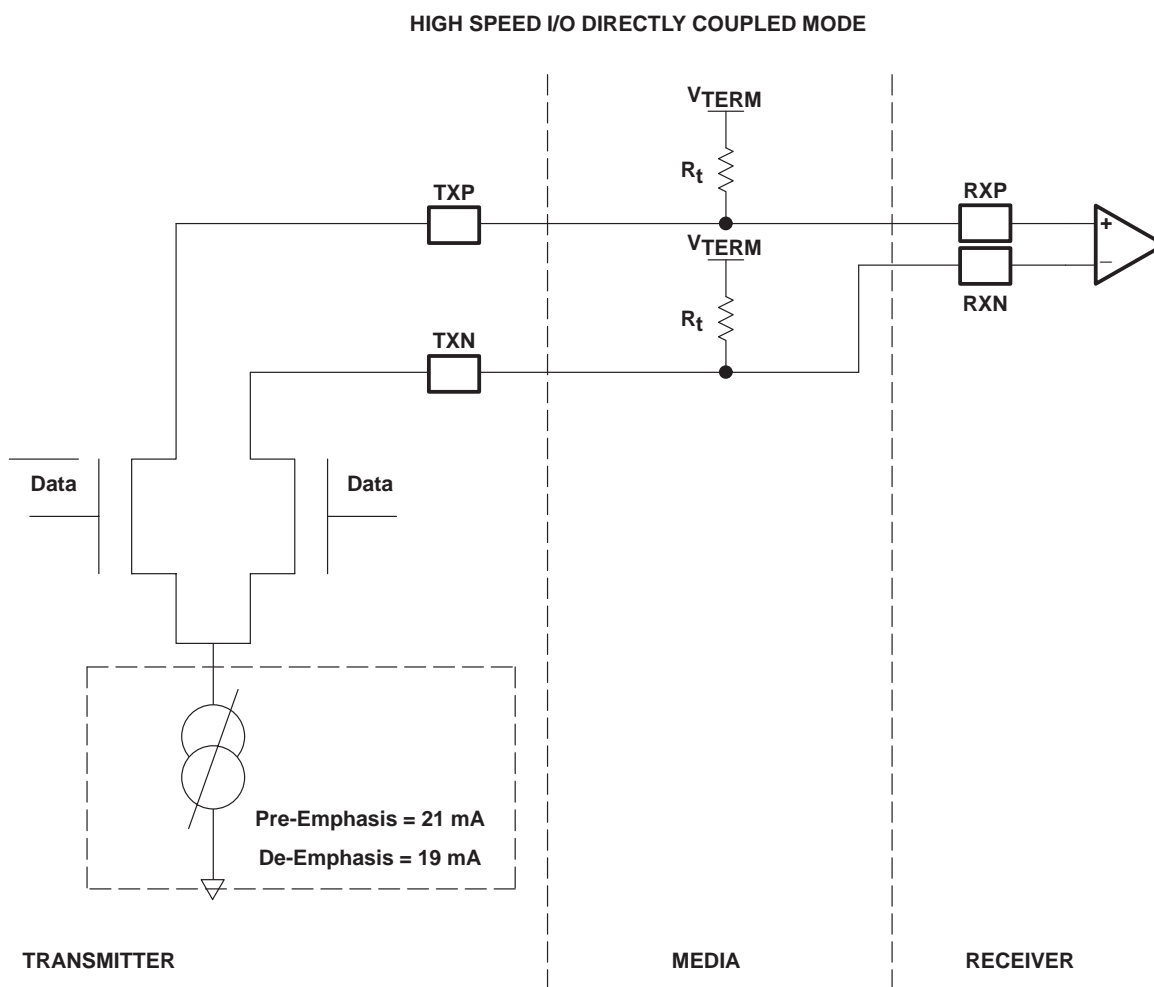 HIGH SPEED I/O DIRECTLY COUPLED MODE
VTERM
Rt
TXP
RXP
+
VTERM
−
Rt
RXN
TXN
Data
Data
Pre-Emphasis = 21 mA
De-Emphasis = 19 mA
TRANSMITTER
MEDIA
RECEIVER